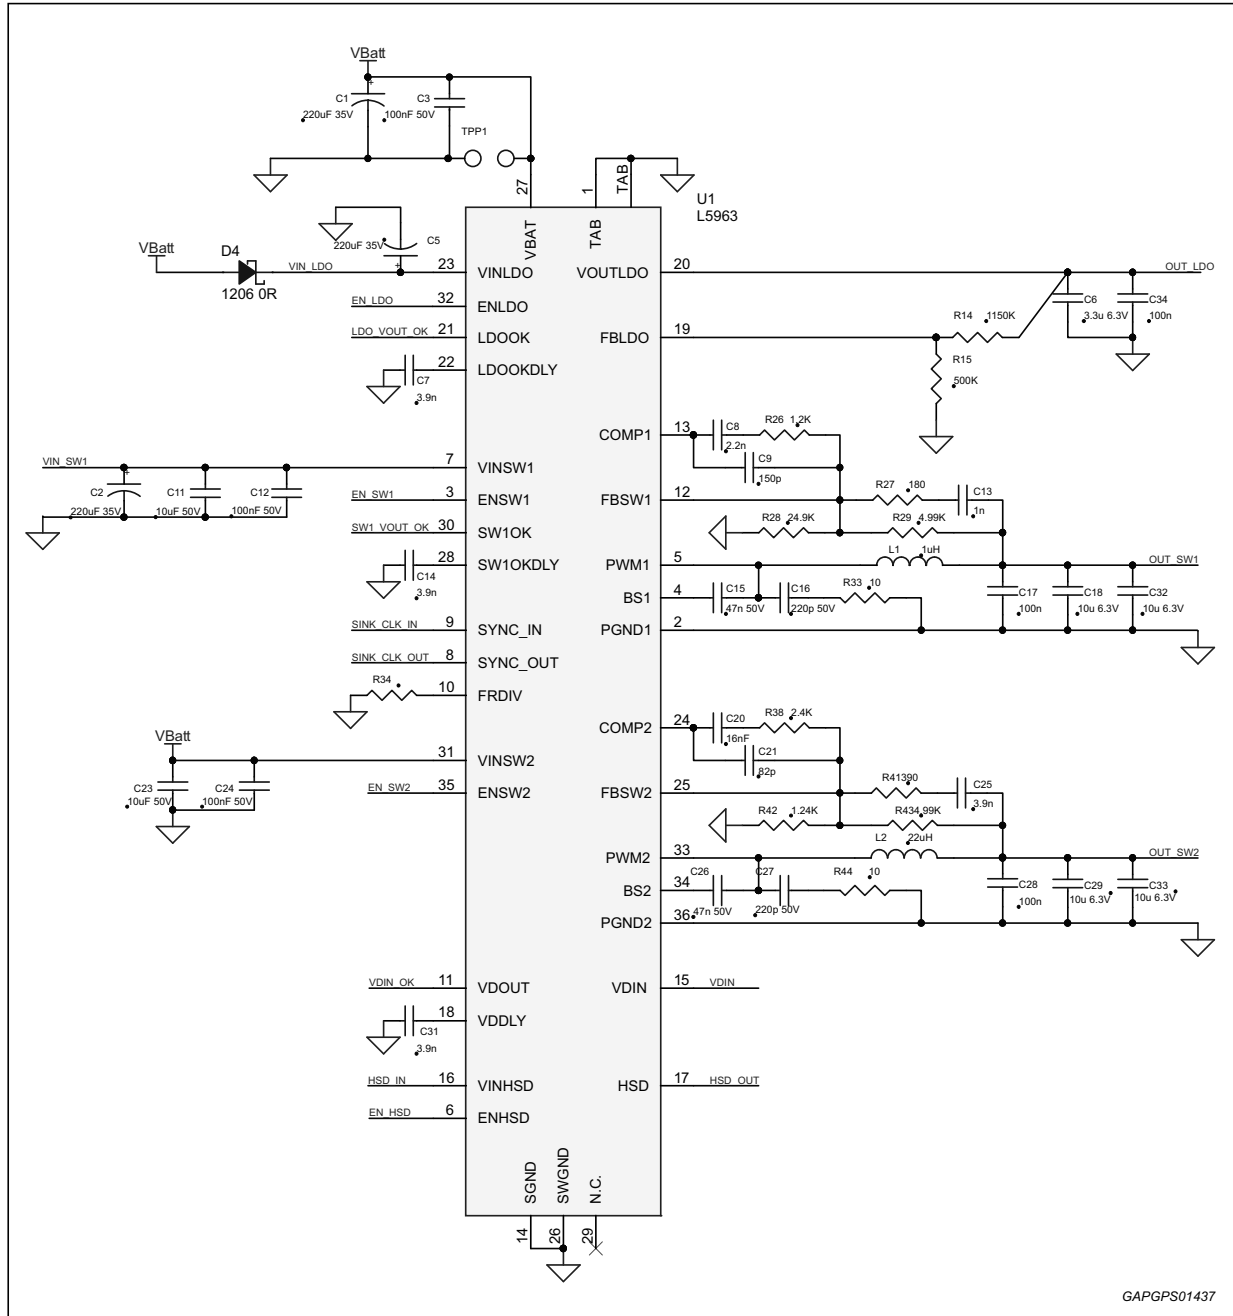 VBatt
C1
220uF 35V
C3
100nF 50V
TPP1
27
1
TAB
U1
L5963
VBAT
TAB
VBatt
D4
1206 0R
VIN_LDO
220uF 35V
C5
23
VINLDO
VOUTLDO
20
OUT_LDO
EN_LDO
32
ENLDO
C6
3.3u 6.3V
C34
100n
LDO_VOUT_OK
21
LDOOK
FBLDO
19
R14
1150K
R15
500K
22
LDOOKDLY
C7
3.9n
COMP1
13
C8
2.2n
R26
1.2K
C9
150p
VIN_SW1
7
VINSW1
C2
220uF 35V
C11
10uF 50V
C12
100nF 50V
EN_SW1
3
ENSW1
FBSW1
12
R27
180
C13
1n
SW1_VOUT_OK
30
SW1OK
R28
24.9K
R29
4.99K
28
SW1OKDLY
C14
3.9n
PWM1
5
L1
1uH
OUT_SW1
BS1
4
C15
47n 50V
C16
220p 50V
R33
10
C17
100n
C18
10u 6.3V
C32
10u 6.3V
SINK_CLK_IN
9
SYNC_IN
PGND1
2
SINK_CLK_OUT
8
SYNC_OUT
R34
10
FRDIV
COMP2
24
C20
16nF
R38
2.4K
C21
82p
VBatt
31
VINSW2
C23
10uF 50V
C24
100nF 50V
EN_SW2
35
ENSW2
FBSW2
25
R41
390
C25
3.9n
R42
1.24K
R43
4.99K
PWM2
33
L2
22uH
OUT_SW2
BS2
34
C26
47n 50V
C27
220p 50V
R44
10
C28
100n
C29
10u 6.3V
C33
10u 6.3V
PGND2
36
VDIN_OK
11
VDOUT
VDIN
15
VDIN
18
VDDLY
C31
3.9n
HSD_IN
16
VINHSD
HSD
17
HSD_OUT
EN_HSD
6
ENHSD
SGND
SWGND
N.C.
14
26
29
GAPGPS01437